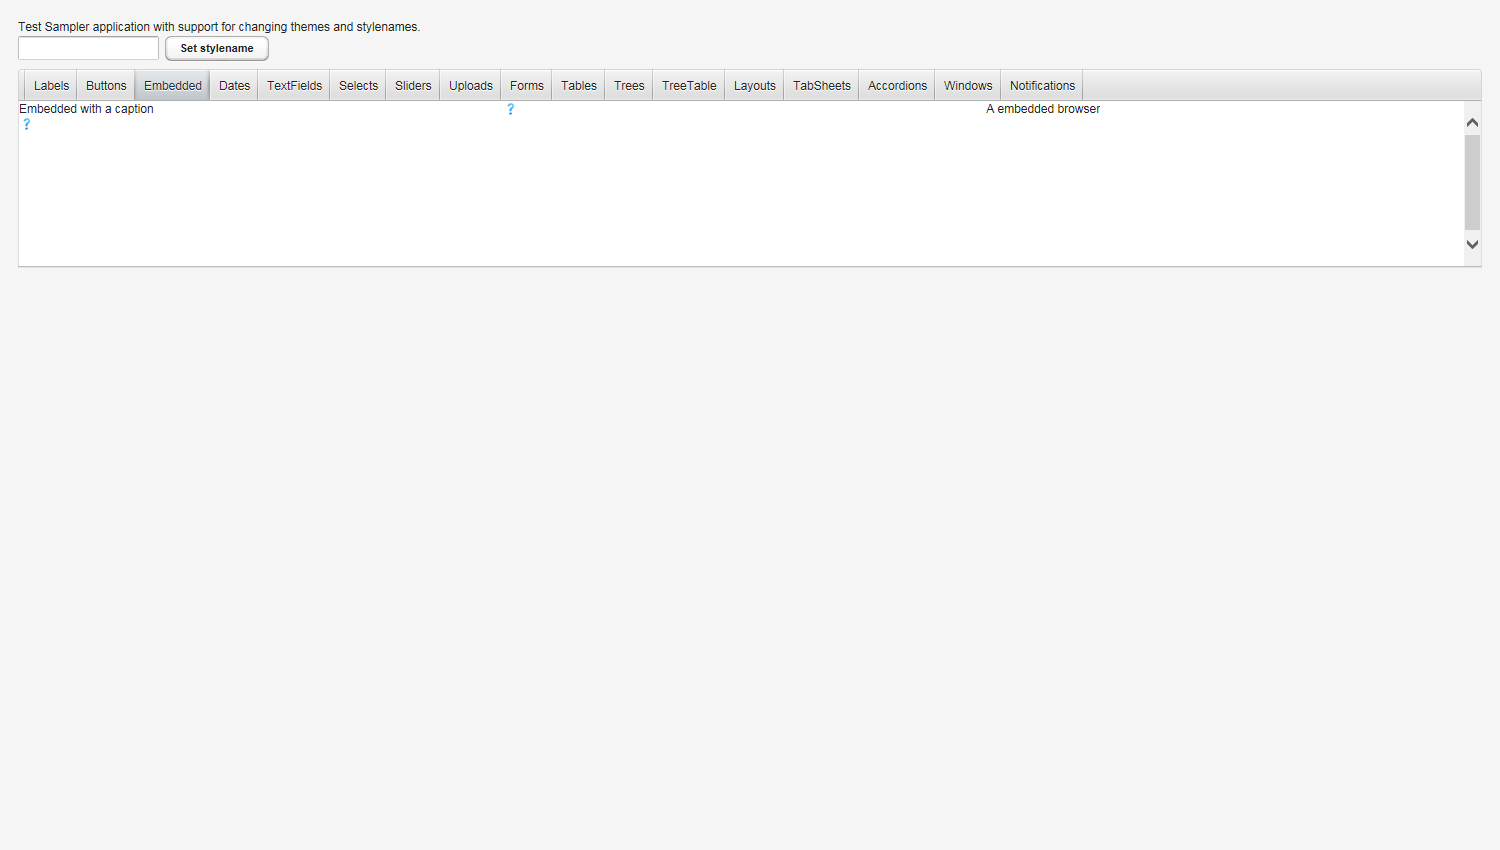 Test Sampler application with support for changing themes and stylenames.
Set stylename
Labels Buttons Embedded Dates TextFields Selects Sliders Uploads Forms Tables Trees TreeTable Layouts TabSheets Accordions Windows Notifications
Embedded with a caption ? A embedded browser
?